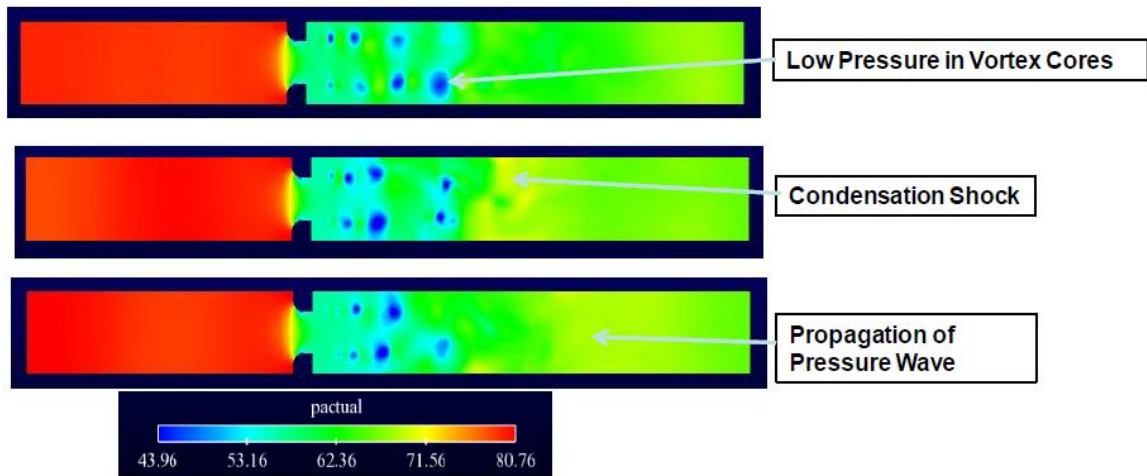 Low Pressure in Vortex Cores
Condensation Shock
Propagation of
Pressure Wave
pactual
43.96 53.16 62.36 71.56 80.76